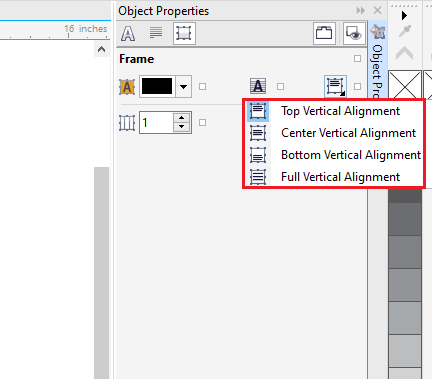 16 inches
Object Properties
Frame
1
Top Vertical Alignment
Center Vertical Alignment
Bottom Vertical Alignment
Full Vertical Alignment
Object Pro